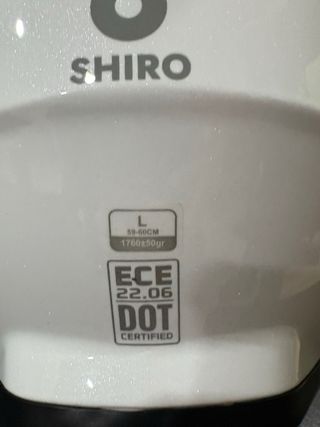 SHIRO
L
59-60CM
1760±50gr
ECE
22.06
DOT
CERTIFIED